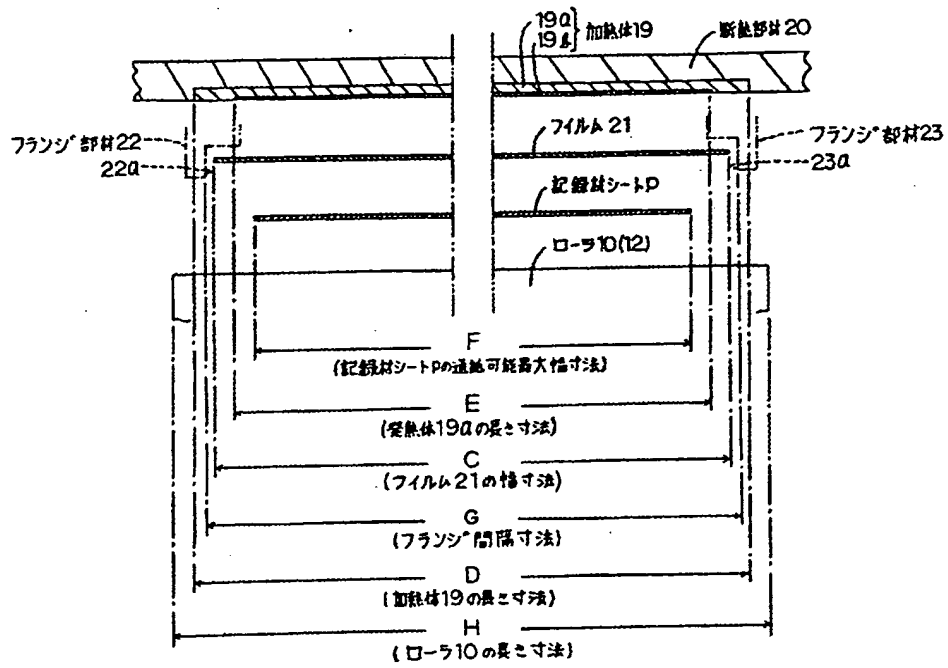 19a
19b} 加熱体19
断熱部材20
フランジ部材22
22a
フイルム21
フランジ部材23
23a
記録材シートP
ローラ10(12)
F
(記録材シートPの通紙可能最大幅寸法)
E
(発熱体19aの長さ寸法)
C
(フイルム21の幅寸法)
G
(フランジ間隔寸法)
D
(加熱体19の長さ寸法)
H
(ローラ10の長さ寸法)